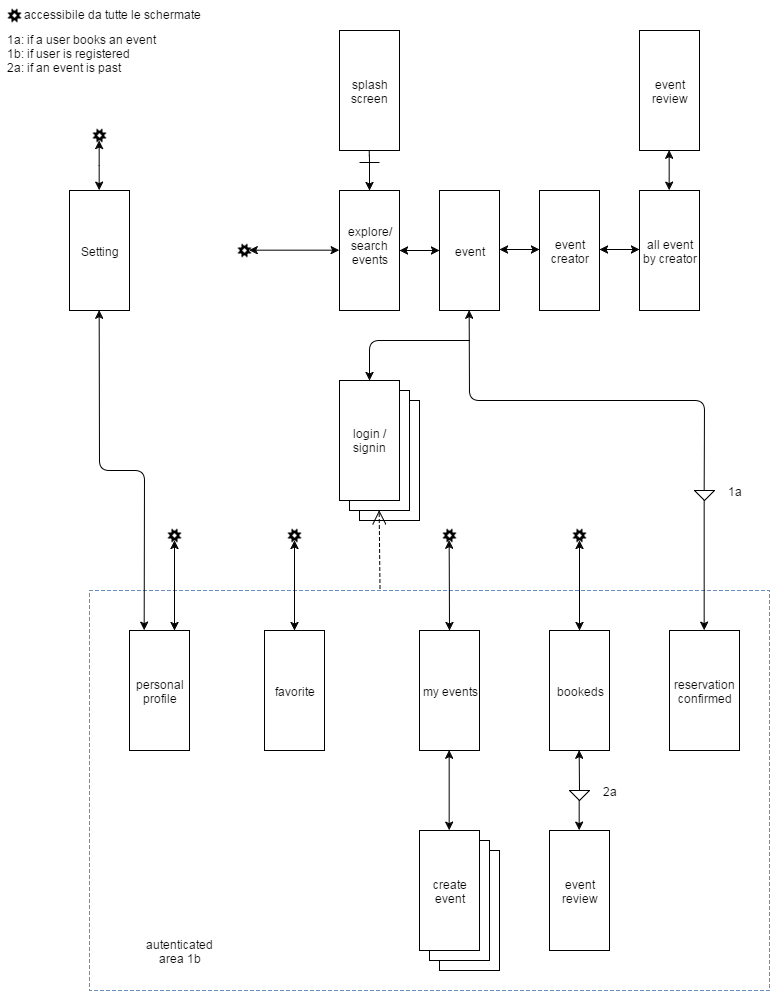 accessibile da tutte le schermate
1a: if a user books an event
1b: if user is registered
2a: if an event is past
splash
screen
event
review
Setting
explore/
search
events
event
event
creator
all event
by creator
login /
signin
1a
personal
profile
favorite
my events
bookeds
reservation
confirmed
2a
create
event
event
review
autenticated
area 1b